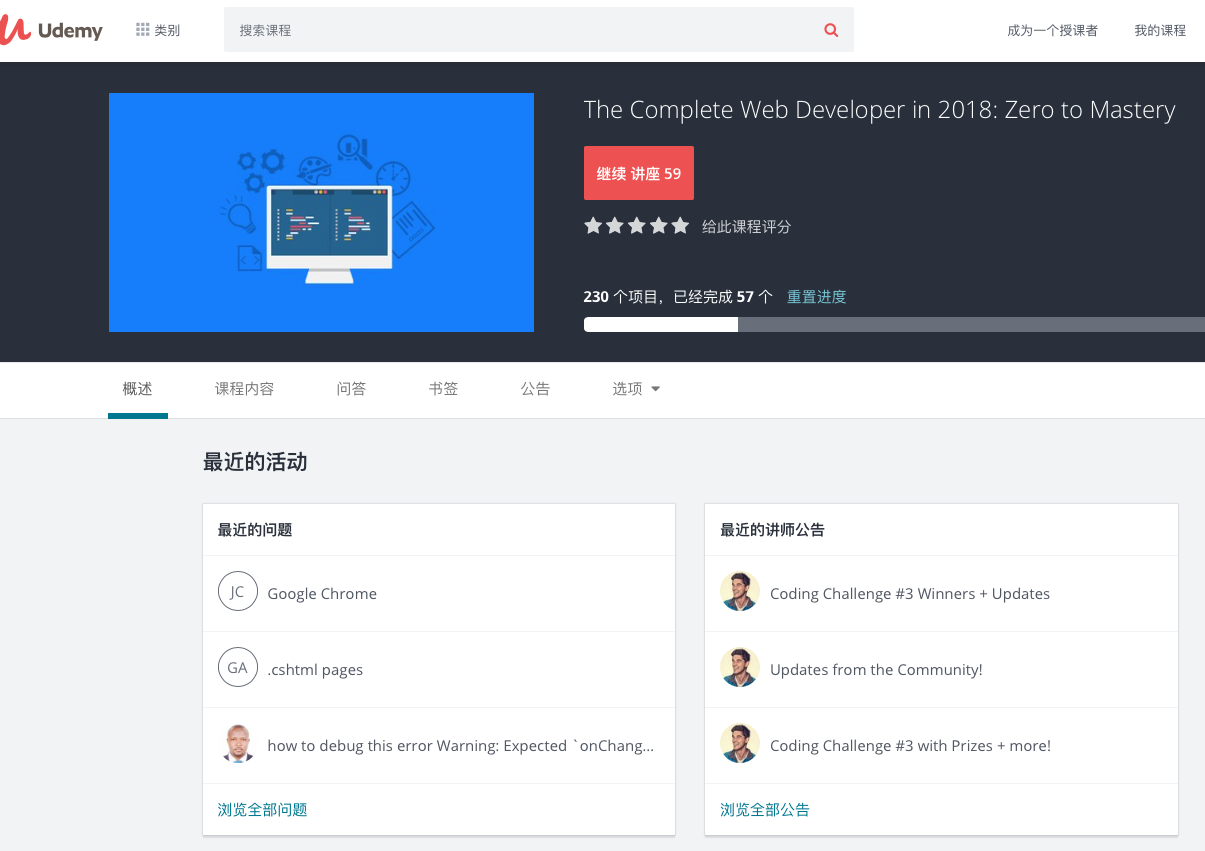 Udemy
类别
搜索课程
成为一个授课者
我的课程
The Complete Web Developer in 2018: Zero to Mastery
继续 讲座 59
给此课程评分
230 个项目，已经完成 57 个 重置进度
概述
课程内容
问答
书签
公告
选项
最近的活动
最近的问题
JC
Google Chrome
GA
.cshtml pages
how to debug this error Warning: Expected `onChang...
浏览全部问题
最近的讲师公告
Coding Challenge #3 Winners + Updates
Updates from the Community!
Coding Challenge #3 with Prizes + more!
浏览全部公告